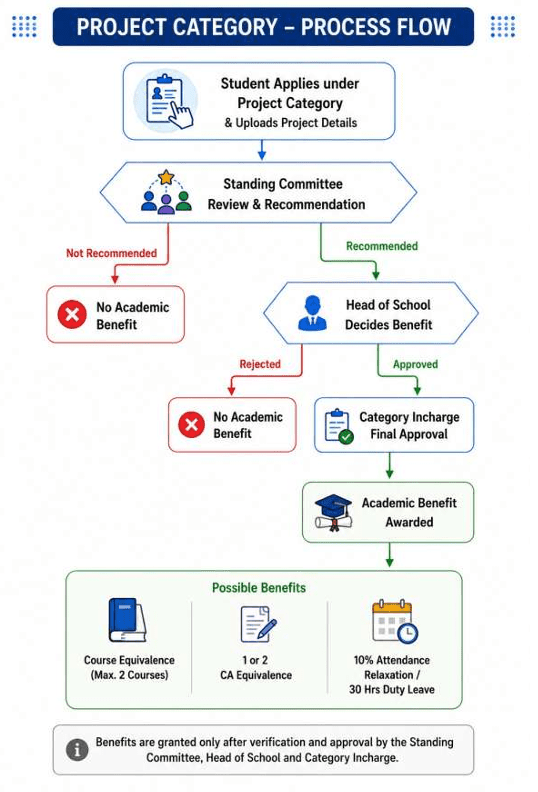 PROJECT CATEGORY – PROCESS FLOW
Student Applies under
Project Category
& Uploads Project Details
Standing Committee
Review & Recommendation
Not Recommended
Recommended
No Academic
Benefit
Head of School
Decides Benefit
Rejected
Approved
No Academic
Benefit
Category Incharge
Final Approval
Academic Benefit
Awarded
Possible Benefits
Course Equivalence
(Max. 2 Courses)
1 or 2
CA Equivalence
10% Attendance
Relaxation /
30 Hrs Duty Leave
Benefits are granted only after verification and approval by the Standing
Committee, Head of School and Category Incharge.